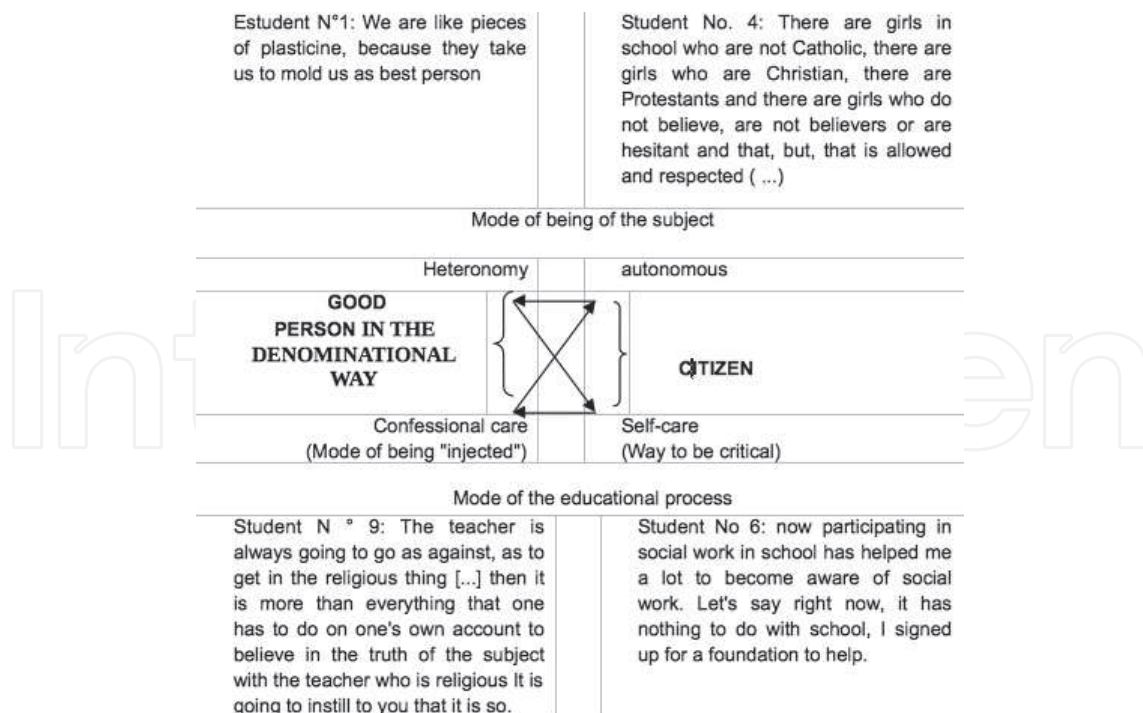 Estudent N°1: We are like pieces
of plasticine, because they take
us to mold us as best person
Student No. 4: There are girls in
school who are not Catholic, there are
girls who are Christian, there are
Protestants and there are girls who do
not believe, are not believers or are
hesitant and that, but, that is allowed
and respected ( ...)
Mode of being of the subject
Heteronomy
autonomous
GOOD
PERSON IN THE
DENOMINATIONAL
WAY
CITIZEN
Confessional care
(Mode of being "injected")
Self-care
(Way to be critical)
Mode of the educational process
Student N ° 9: The teacher is
always going to go as against, as to
get in the religious thing [...] then it
is more than everything that one
has to do on one's own account to
believe in the truth of the subject
with the teacher who is religious It is
going to instill to you that it is so.
Student No 6: now participating in
social work in school has helped me
a lot to become aware of social
work. Let's say right now, it has
nothing to do with school, I signed
up for a foundation to help.